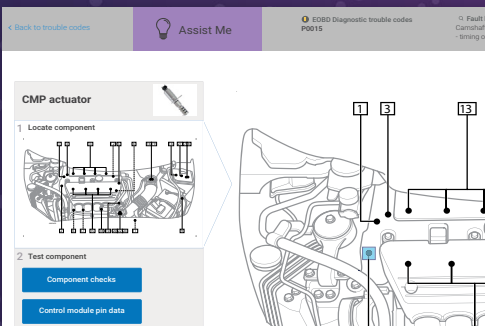 < Back to trouble codes
Assist Me
EOBD Diagnostic trouble codes
P0015
Fault
Camshaft
- timing o
CMP actuator
1 Locate component
1
3
13
2 Test component
Component checks
Control module pin data